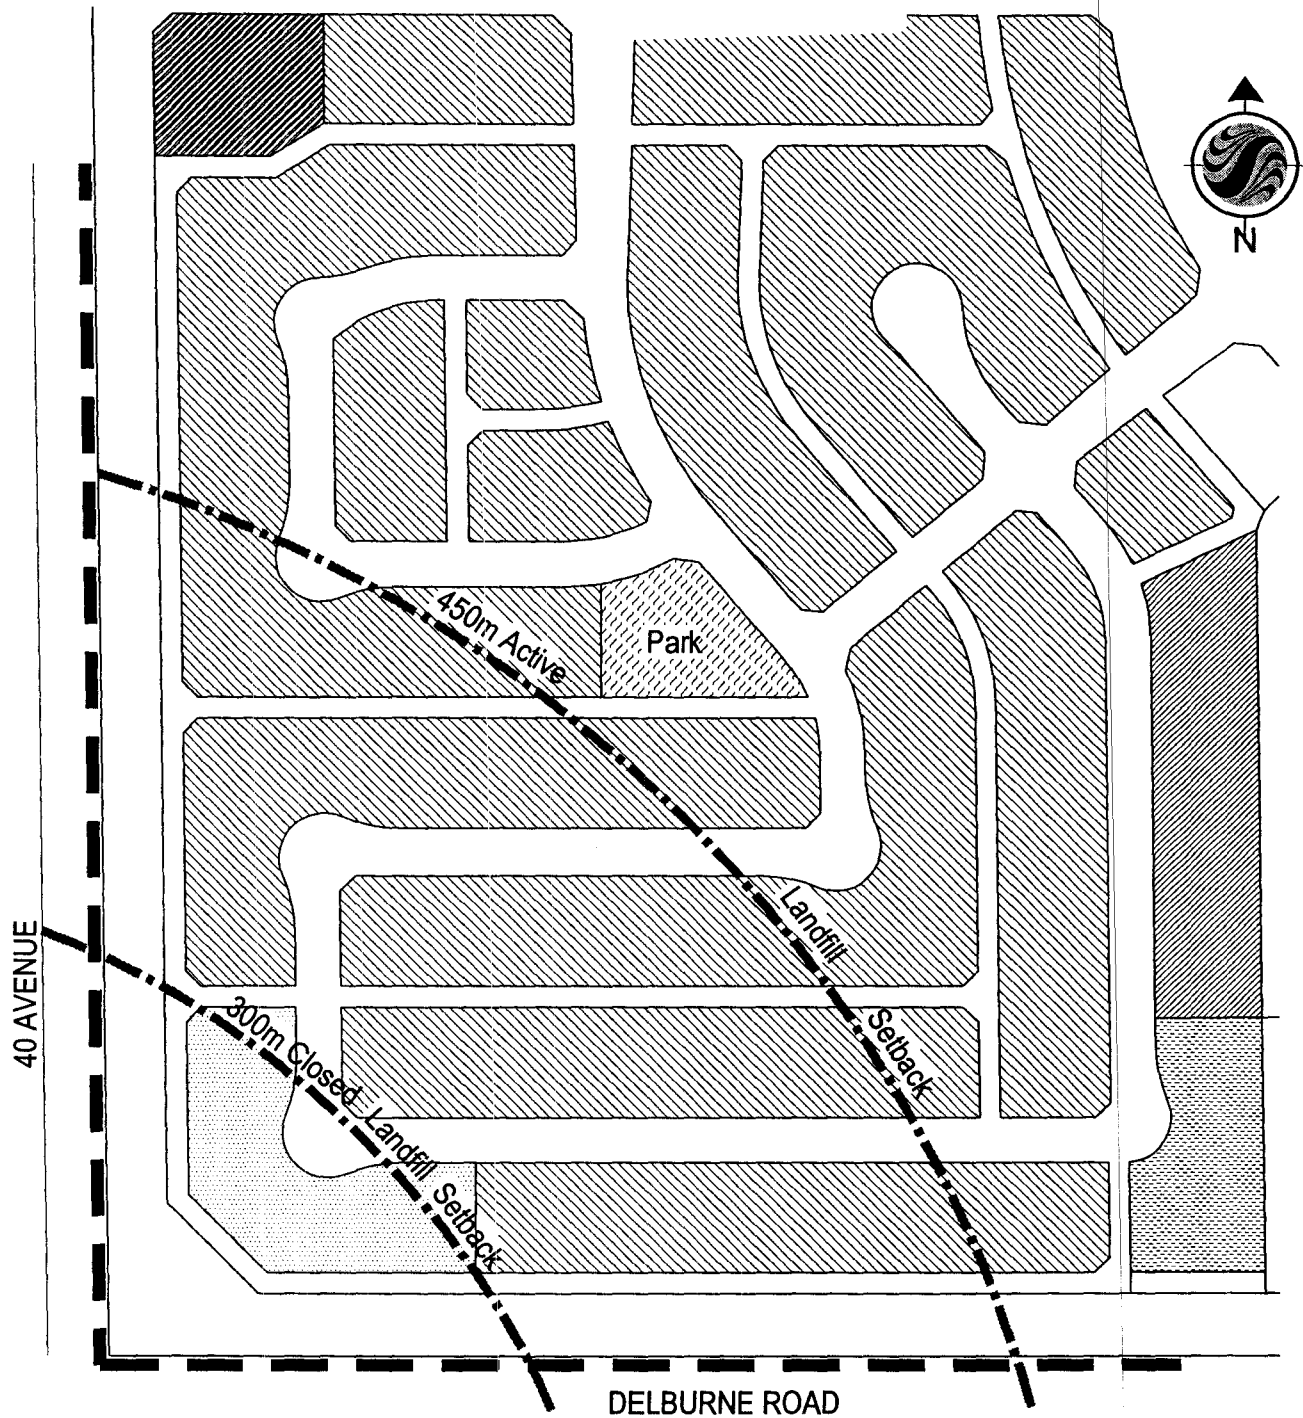 N
450m Active Landfill Setback
Park
40 AVENUE
300m Closed Landfill Setback
DELBURNE ROAD